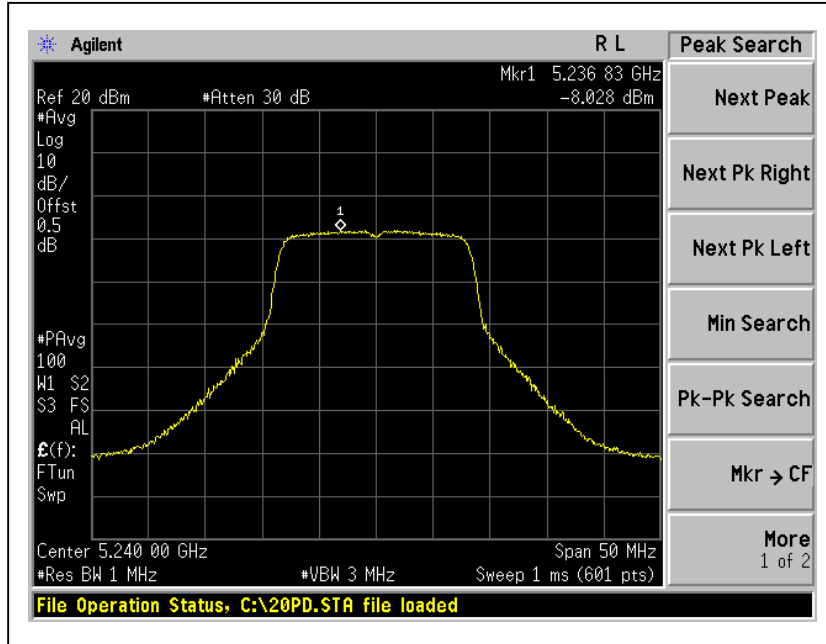 Agilent
R L
Peak Search
Mkr1 5.236 83 GHz
Ref 20 dBm #Atten 30 dB -8.028 dBm
#Avg
Log
10
dB/
Offst
0.5
dB
1
#PAvg
100
W1 S2
S3 FS
AL
£(f):
FTun
Swp
Center 5.240 00 GHz Span 50 MHz
#Res BW 1 MHz #VBW 3 MHz Sweep 1 ms (601 pts)
File Operation Status, C:\20PD.STA file loaded
Next Peak
Next Pk Right
Next Pk Left
Min Search
Pk-Pk Search
Mkr → CF
More
1 of 2